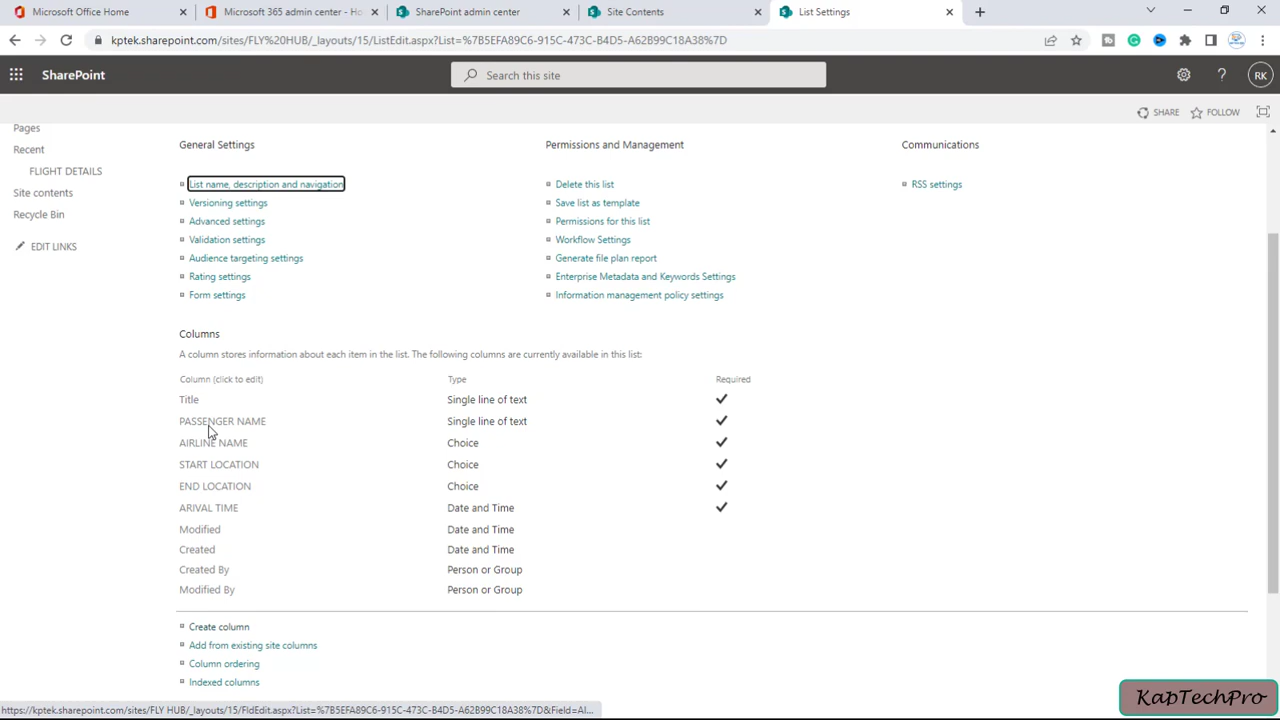 Microsoft Office Home
Microsoft 365 admin center - Ho
SharePoint admin center
Site Contents
List Settings
kptek.sharepoint.com/sites/FLY%20HUB/_layouts/15/ListEdit.aspx?List=%7B5EFA89C6-915C-473C-B4D5-A62B99C18A38%7D
SharePoint
Search this site
RK
SHARE
FOLLOW
Pages
Recent
FLIGHT DETAILS
Site contents
Recycle Bin
EDIT LINKS
General Settings
Permissions and Management
Communications
List name, description and navigation
Delete this list
RSS settings
Versioning settings
Save list as template
Advanced settings
Permissions for this list
Validation settings
Workflow Settings
Audience targeting settings
Generate file plan report
Rating settings
Enterprise Metadata and Keywords Settings
Form settings
Information management policy settings
Columns
A column stores information about each item in the list. The following columns are currently available in this list:
Column (click to edit) Type Required
Title Single line of text
PASSENGER NAME Single line of text
AIRLINE NAME Choice
START LOCATION Choice
END LOCATION Choice
ARIVAL TIME Date and Time
Modified Date and Time
Created Date and Time
Created By Person or Group
Modified By Person or Group
Create column
Add from existing site columns
Column ordering
Indexed columns
https://kptek.sharepoint.com/sites/FLY HUB/_layouts/15/FldEdit.aspx?List=%7B5EFA89C6-915C-473C-B4D5-A62B99C18A38%7D&Field=AI...
KapTechPro